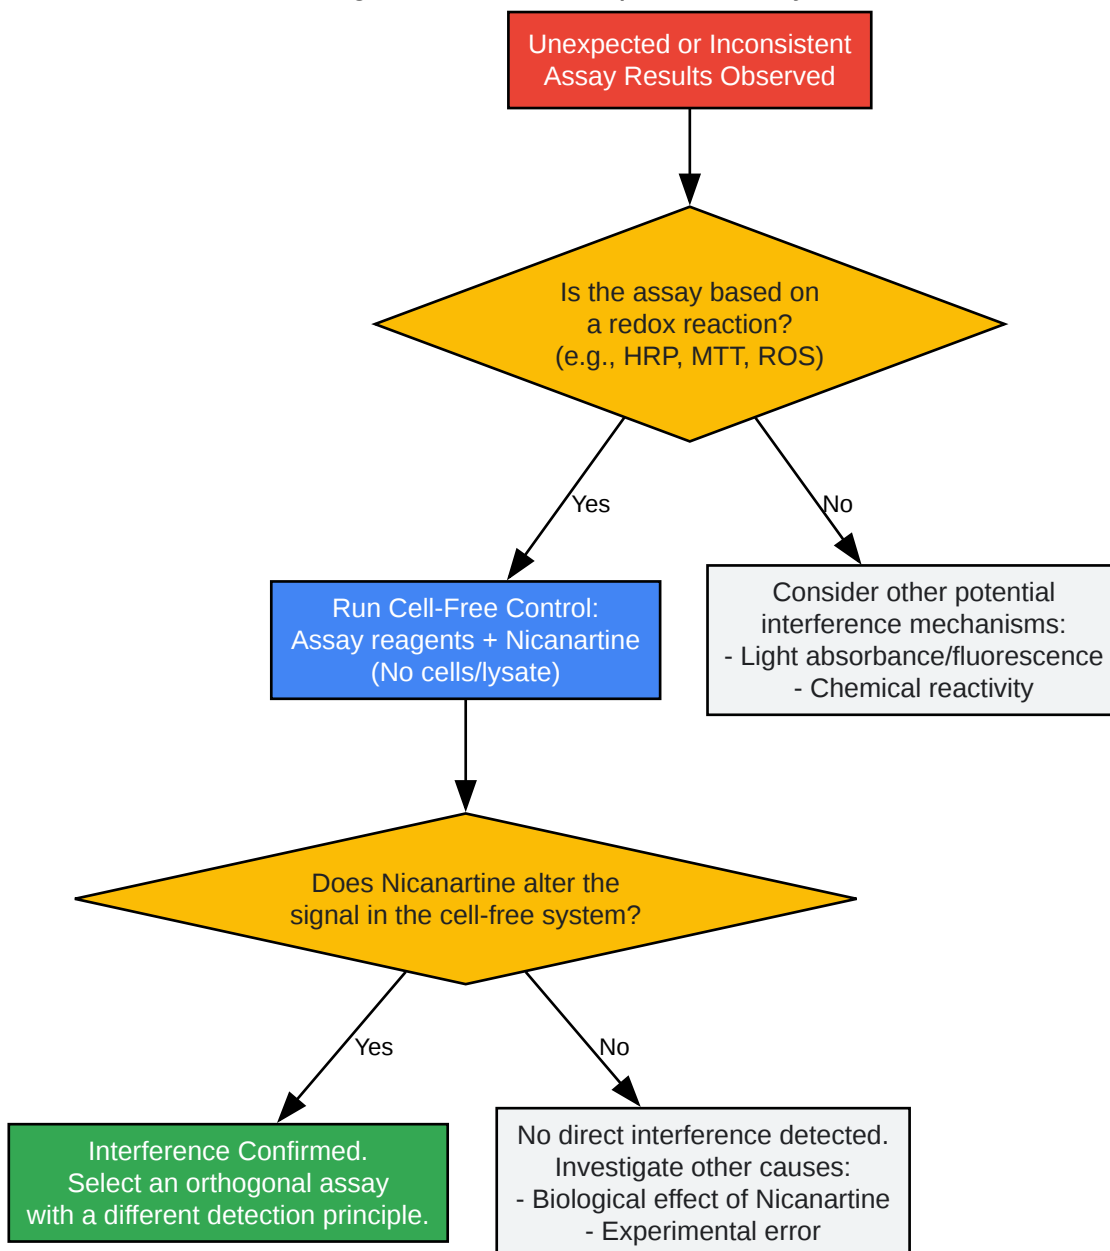 Unexpected or Inconsistent
Assay Results Observed
Is the assay based on
a redox reaction?
(e.g., HRP, MTT, ROS)
Yes
No
Run Cell-Free Control:
Assay reagents + Nicanartine
(No cells/lysate)
Consider other potential
interference mechanisms:
- Light absorbance/fluorescence
- Chemical reactivity
Does Nicanartine alter the
signal in the cell-free system?
Yes
No
Interference Confirmed.
Select an orthogonal assay
with a different detection principle.
No direct interference detected.
Investigate other causes:
- Biological effect of Nicanartine
- Experimental error